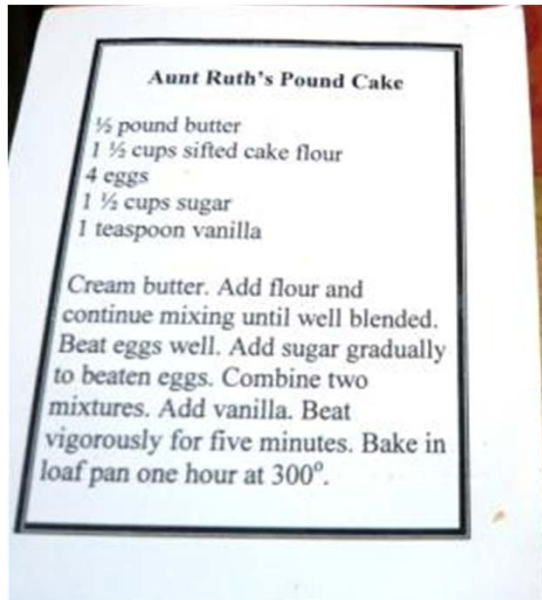 Aunt Ruth's Pound Cake
½ pound butter
1 ½ cups sifted cake flour
4 eggs
1 ½ cups sugar
1 teaspoon vanilla
Cream butter. Add flour and
continue mixing until well blended.
Beat eggs well. Add sugar gradually
to beaten eggs. Combine two
mixtures. Add vanilla. Beat
vigorously for five minutes. Bake in
loaf pan one hour at 300°.